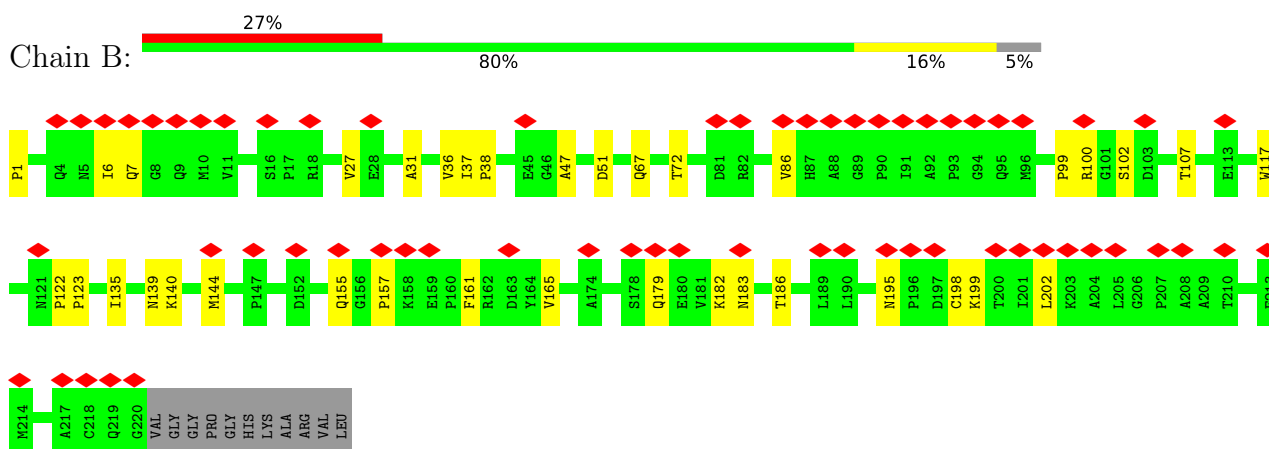 27%
Chain B:
80% 16% 5%
P1 Q4 N5 I6 Q7 G8 Q9 M10 V11 S16 P17 R18 V27 E28 A31 V36 I37 P38 E45 G46 A47 D51 Q67 T72 D81 R82 V86 H87 A88 G89 P90 I91 A92 P93 G94 Q95 M96 P99 R100 G101 S102 D103 T107 E113 W117
N121 P122 P123 I135 N139 K140 M144 P147 D152 Q155 G156 P157 K158 E159 P160 F161 R162 D163 Y164 V165 A174 S178 Q179 E180 V181 K182 N183 T186 L189 L190 N195 P196 D197 C198 K199 T200 I201 L202 K203 A204 L205 G206 P207 A208 A209 T210
M214 A217 C218 Q219 G220 VAL GLY GLY PRO GLY HIS LYS ALA ARG VAL LEU